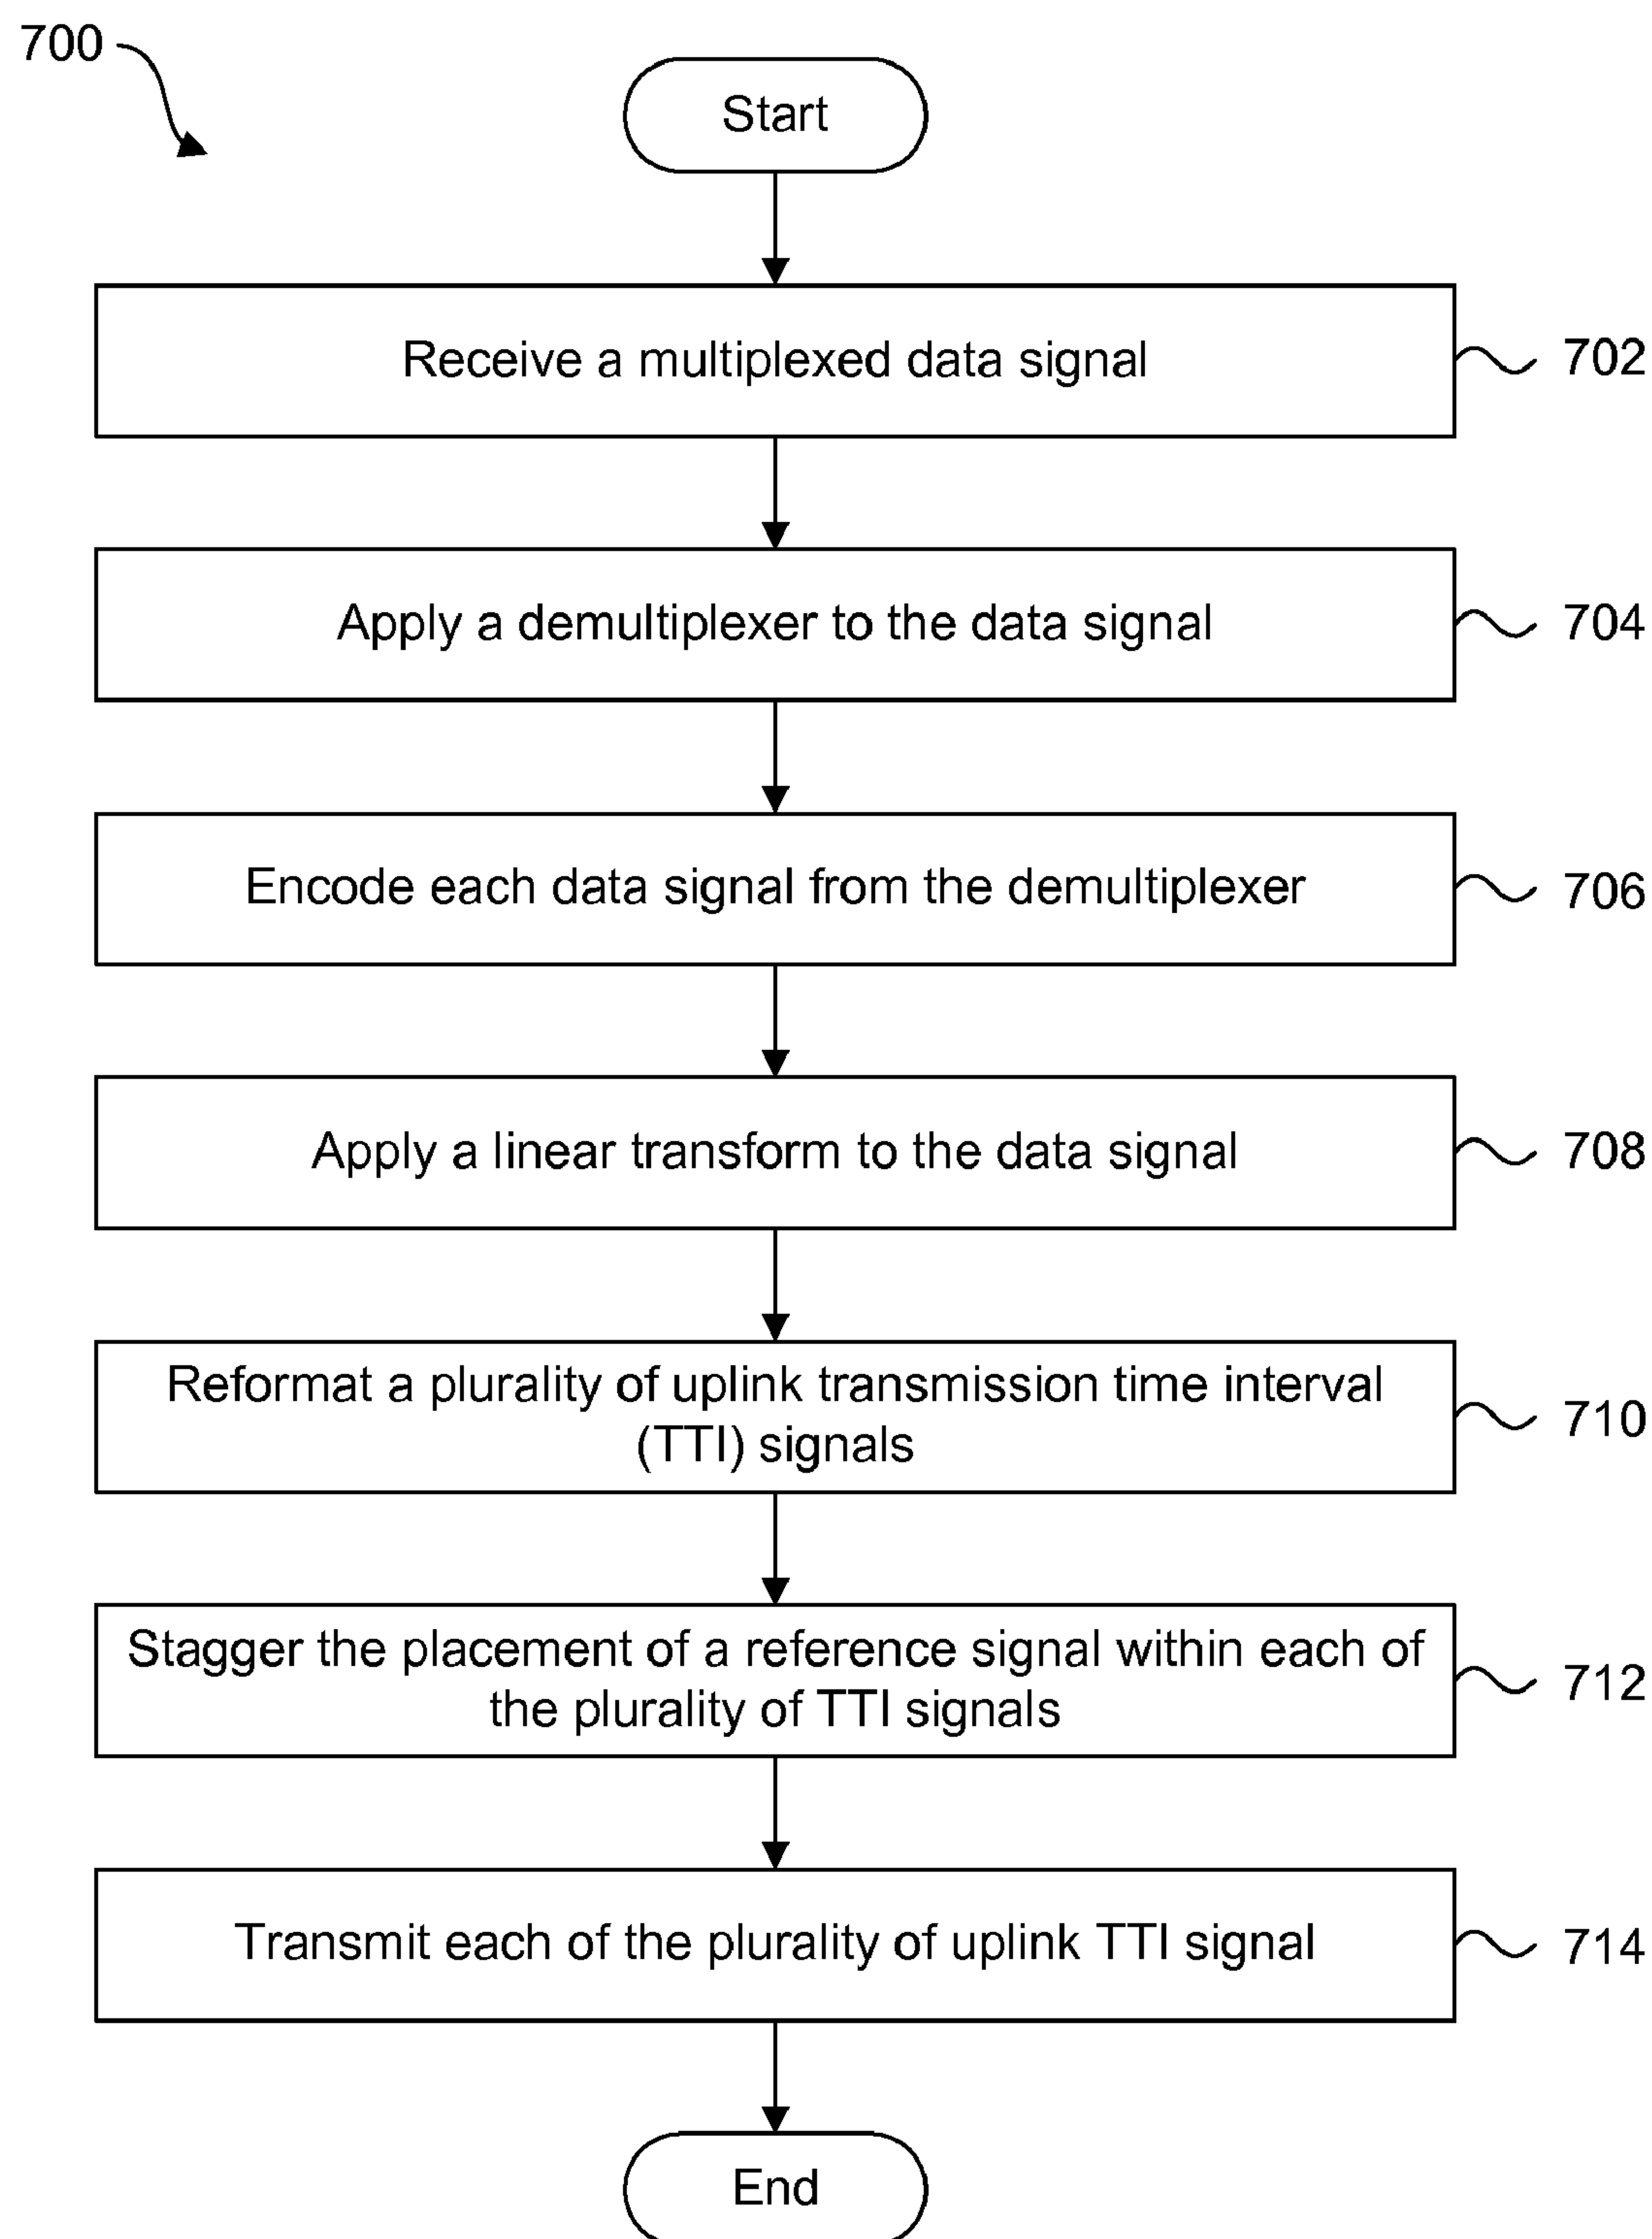 700
Start
Receive a multiplexed data signal
702
Apply a demultiplexer to the data signal
704
Encode each data signal from the demultiplexer
706
Apply a linear transform to the data signal
708
Reformat a plurality of uplink transmission time interval
(TTI) signals
710
Stagger the placement of a reference signal within each of
the plurality of TTI signals
712
Transmit each of the plurality of uplink TTI signal
714
End